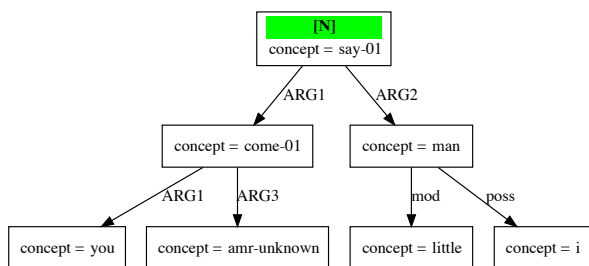 [N]
concept = say-01
ARG1 ARG2
concept = come-01 concept = man
ARG1 ARG3 mod poss
concept = you concept = amr-unknown concept = little concept = i